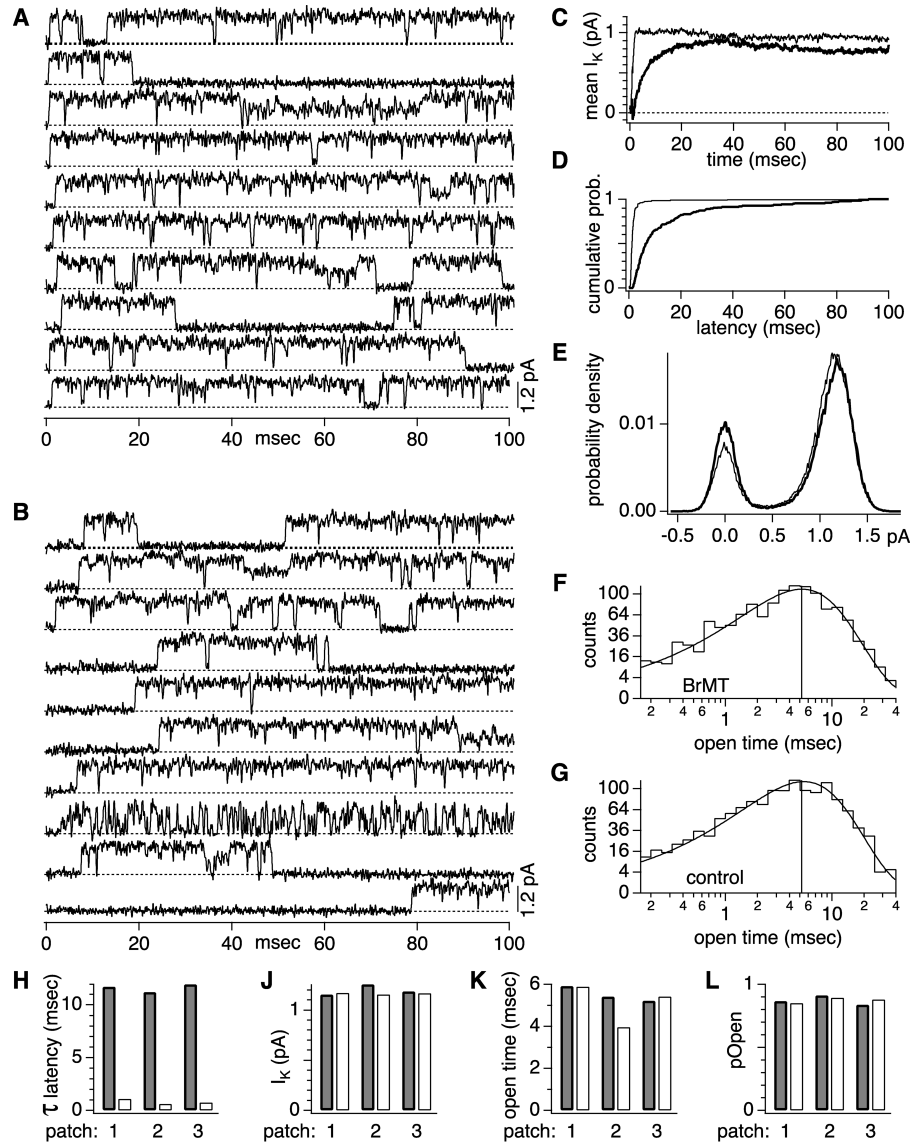 A
1.2 pA
0 20 40 msec 60 80 100
B
1.2 pA
0 20 40 msec 60 80 100
C
mean I_K (pA)
1
0
0 20 40 60 80 100
time (msec)
D
cumulative prob.
1
0
0 20 40 60 80 100
latency (msec)
E
probability density
0.01
0.00
-0.5 0.0 0.5 1.0 1.5 pA
F
counts
100
64
36
16
4
0
BrMT
2 4 6 1 2 4 6 10 2 4
open time (msec)
G
counts
100
64
36
16
4
0
control
2 4 6 1 2 4 6 10 2 4
open time (msec)
H
τ latency (msec)
10
5
0
patch: 1 2 3
J
I_K (pA)
1
0
patch: 1 2 3
K
open time (msec)
6
4
2
0
patch: 1 2 3
L
pOpen
1
0
patch: 1 2 3